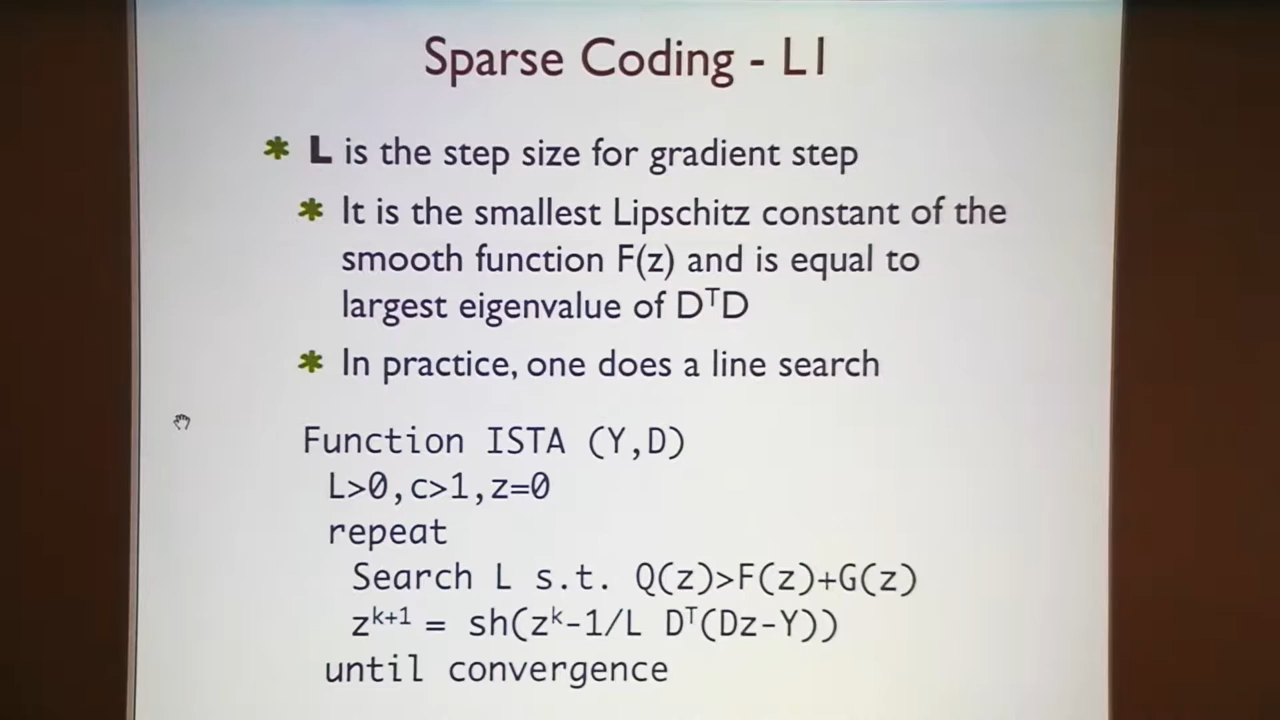 Sparse Coding - L1
* L is the step size for gradient step
* It is the smallest Lipschitz constant of the
smooth function F(z) and is equal to
largest eigenvalue of DᵀD
* In practice, one does a line search
Function ISTA (Y,D)
L>0,c>1,z=0
repeat
Search L s.t. Q(z)>F(z)+G(z)
zᵏ⁺¹ = sh(zᵏ-1/L Dᵀ(Dz-Y))
until convergence